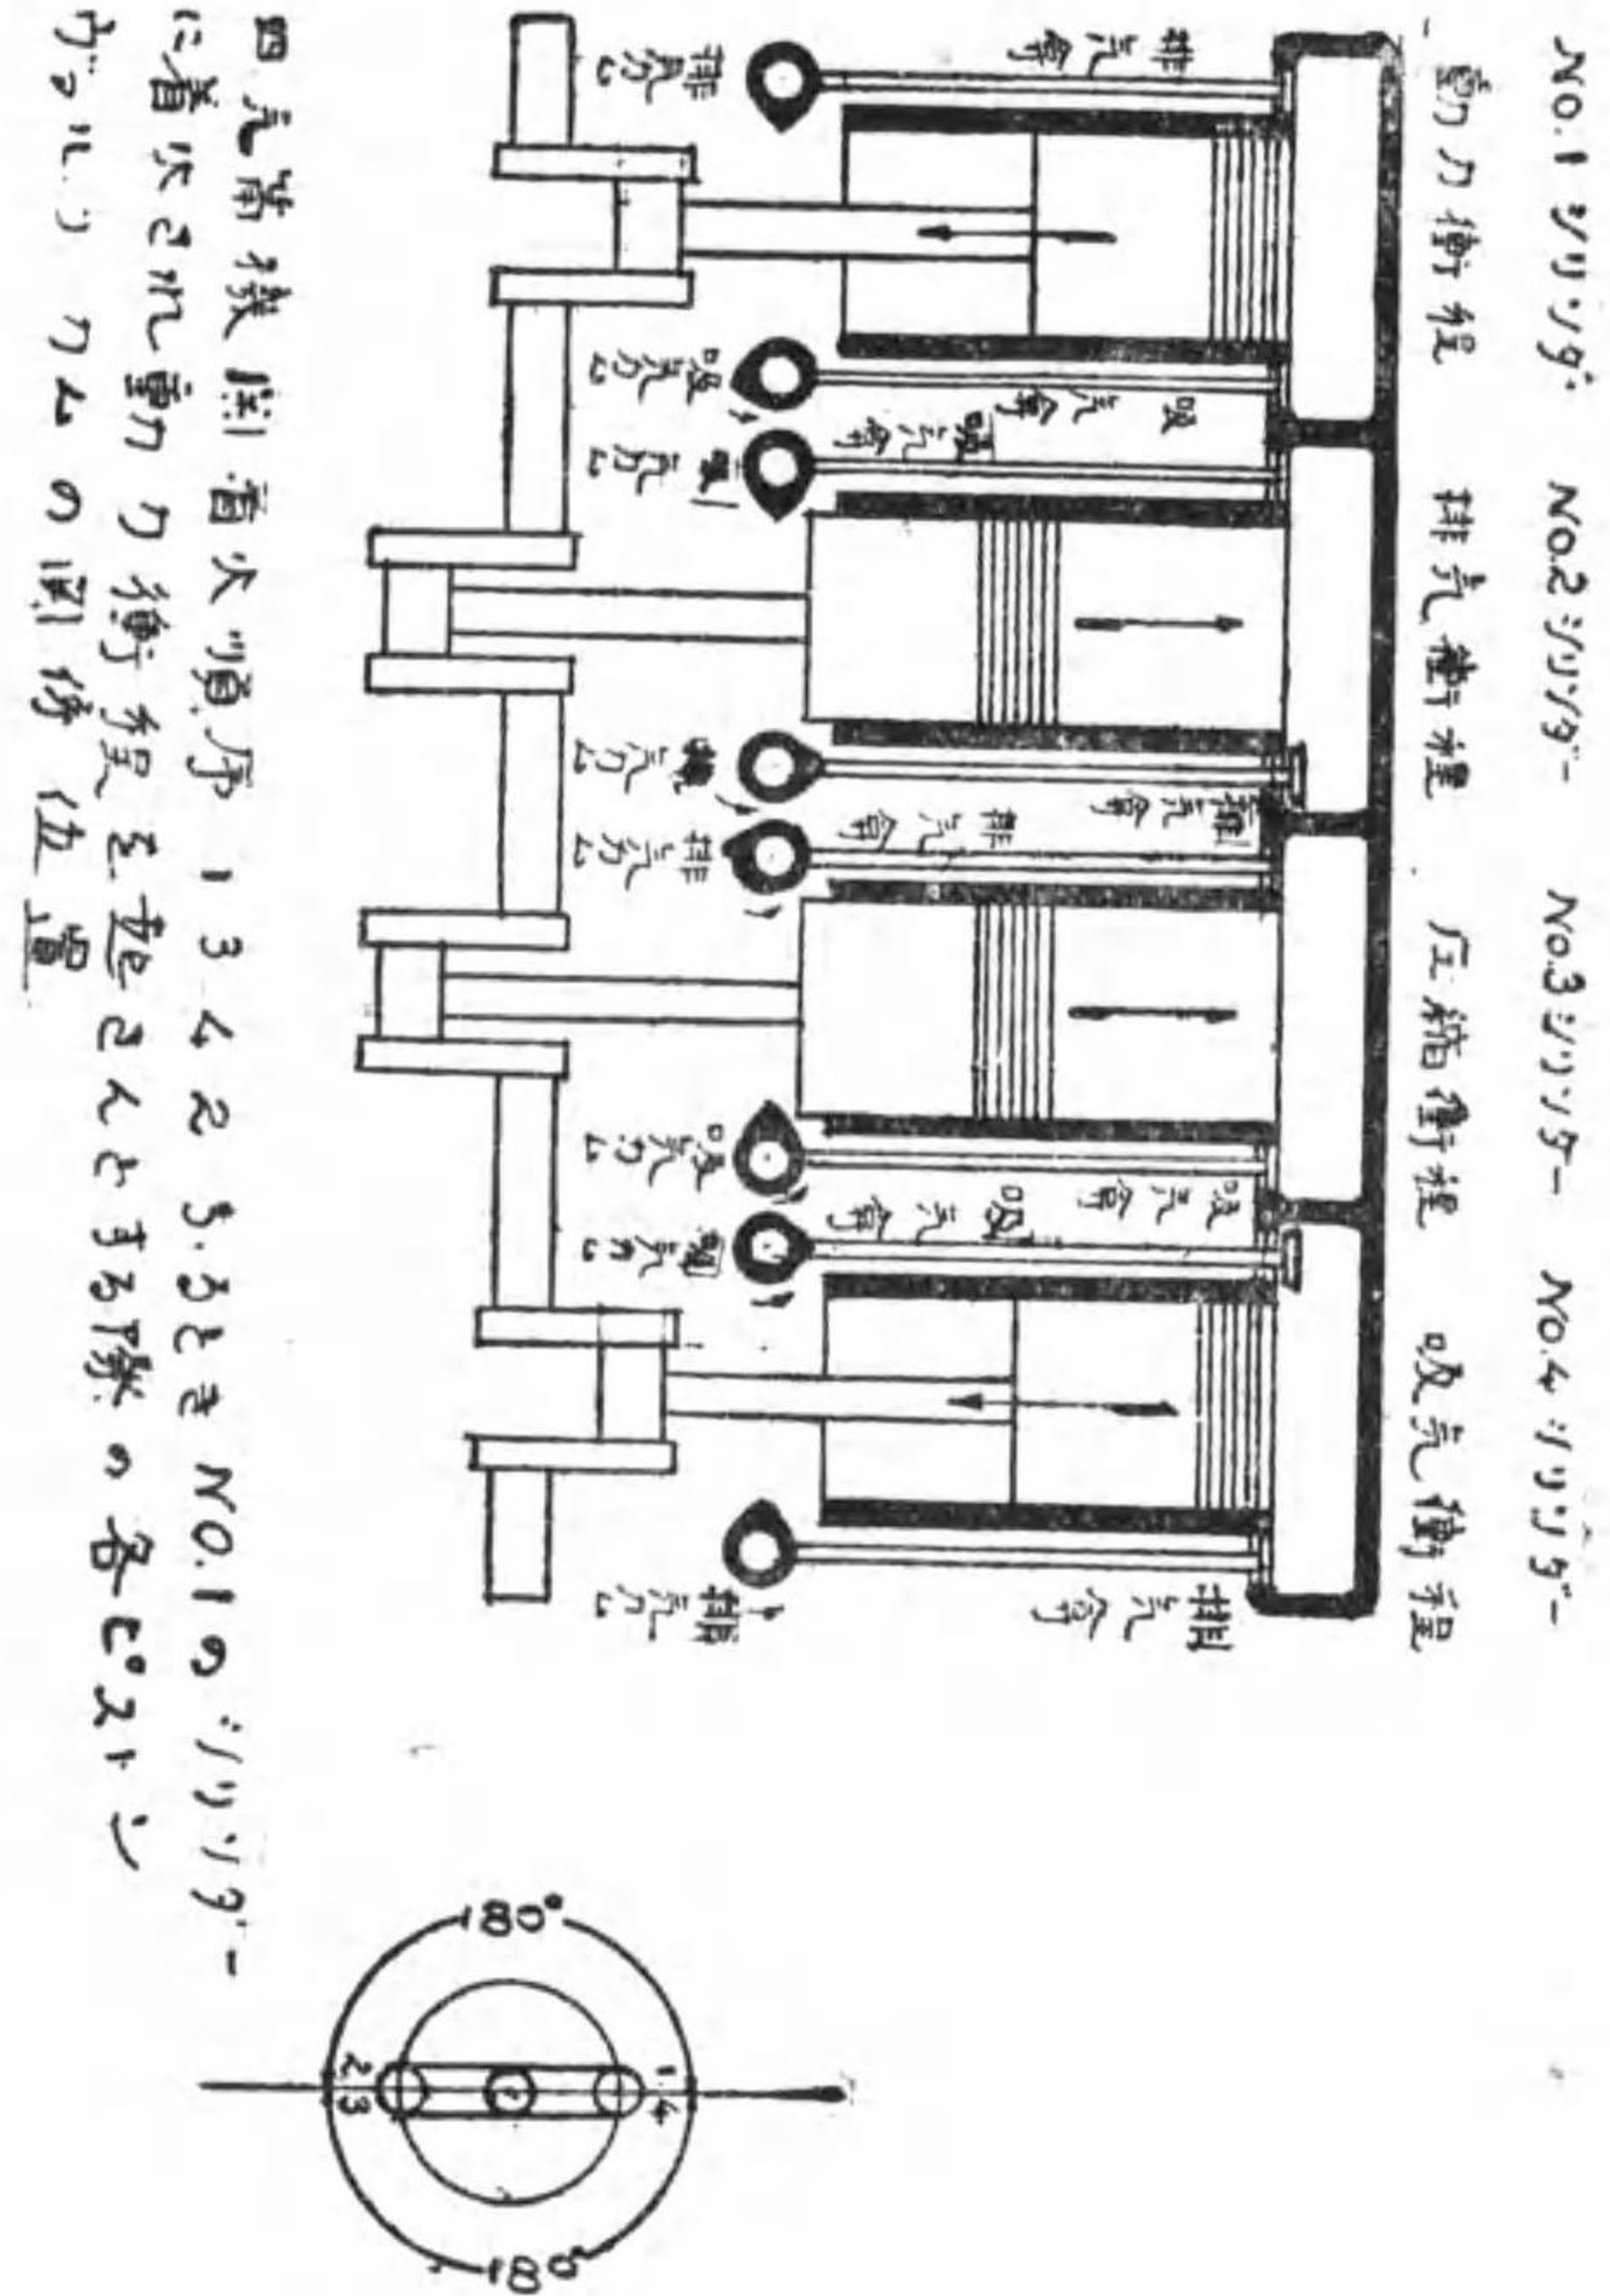 No.1 シリンダ゛ No.2 シリンダー No.3 シリンダー No.4 シリンダー
動力衝程 排気衝程 圧縮衝程 吸気衝程
排気弁
排気カム
吸気弁
吸気カム
吸気弁
吸気カム
排気弁
排気カム
排気弁
排気カム
吸気弁
吸気カム
吸気弁
吸気カム
排気弁
排気カム
四気筩機関着火順序 1 3 4 2 なるとき No.1のシリンダー
に着火され動力衝程を起さんとする際の各ピストン
ヴァルヴ カムの関係位置
180°
1 4
2 3
180°